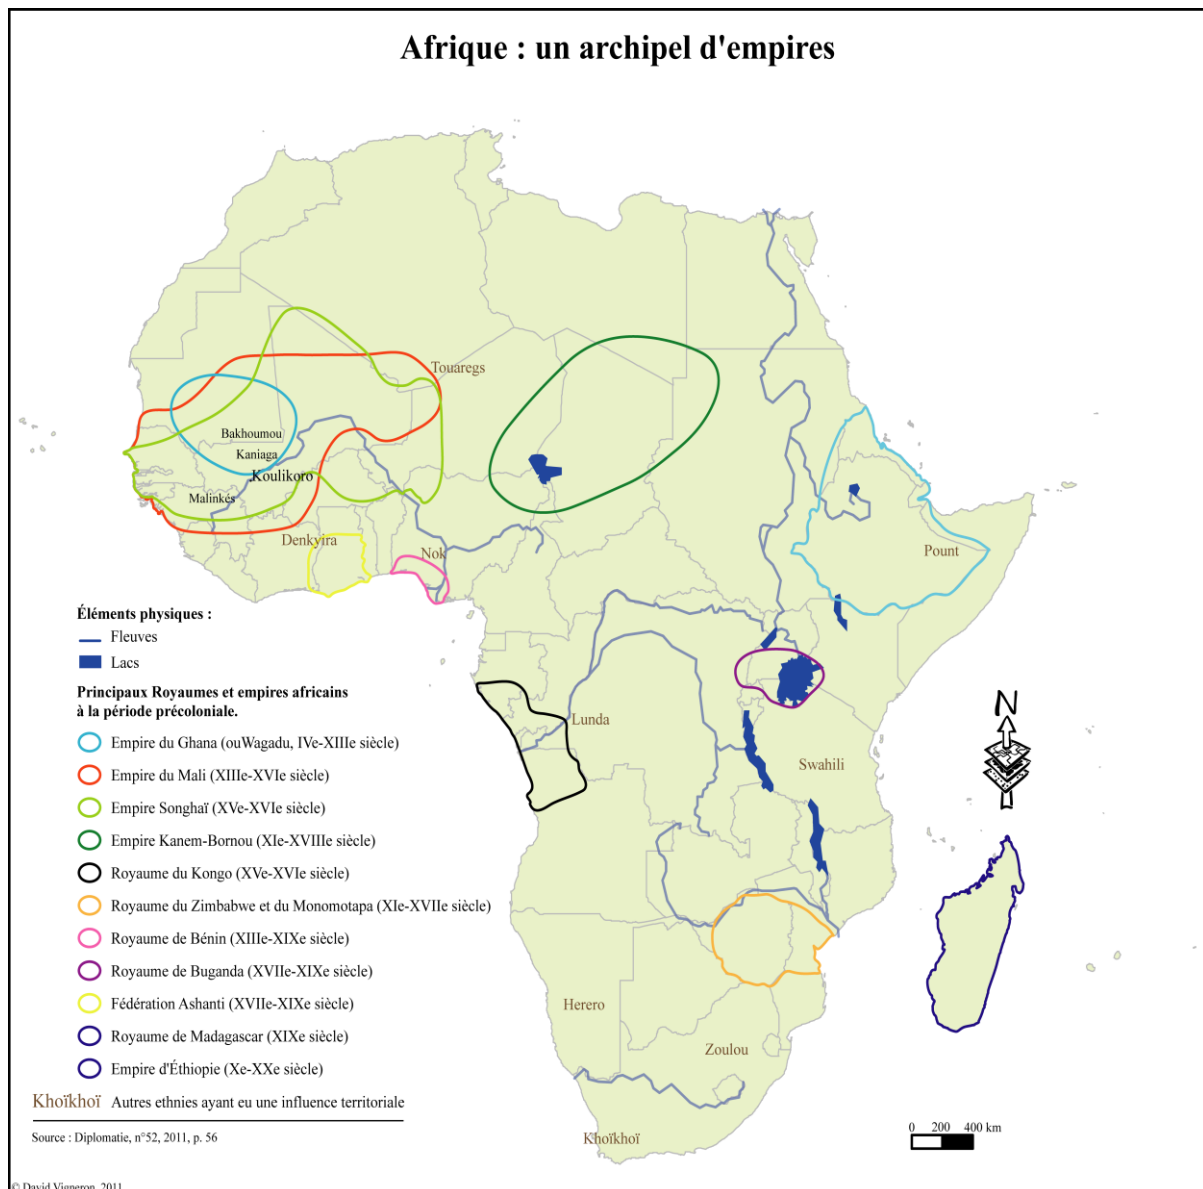 Afrique : un archipel d'empires
Touaregs
Bakhoumou
Kaniaga
.Koulikoro
Malinkés
Denkyira
Nok
Pount
Lunda
Swahili
Herero
Zoulou
Khoïkhoï
Éléments physiques :
Fleuves
Lacs
Principaux Royaumes et empires africains
à la période précoloniale.
Empire du Ghana (ouWagadu, IVe-XIIIe siècle)
Empire du Mali (XIIIe-XVIe siècle)
Empire Songhaï (XVe-XVIe siècle)
Empire Kanem-Bornou (XIe-XVIIIe siècle)
Royaume du Kongo (XVe-XVIe siècle)
Royaume du Zimbabwe et du Monomotapa (XIe-XVIIe siècle)
Royaume de Bénin (XIIIe-XIXe siècle)
Royaume de Buganda (XVIIe-XIXe siècle)
Fédération Ashanti (XVIIe-XIXe siècle)
Royaume de Madagascar (XIXe siècle)
Empire d'Éthiopie (Xe-XXe siècle)
Khoïkhoï Autres ethnies ayant eu une influence territoriale
Source : Diplomatie, n°52, 2011, p. 56
N
0 200 400 km
© David Vigneron, 2011